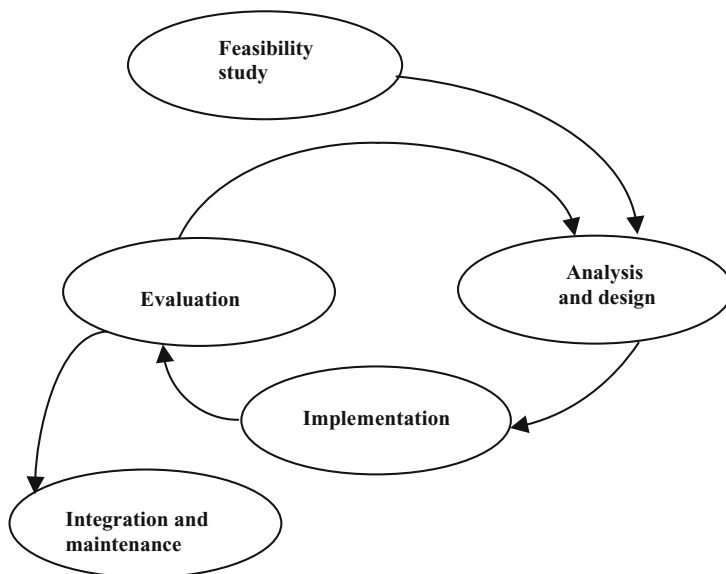 Feasibility
study
Analysis
and design
Evaluation
Implementation
Integration and
maintenance